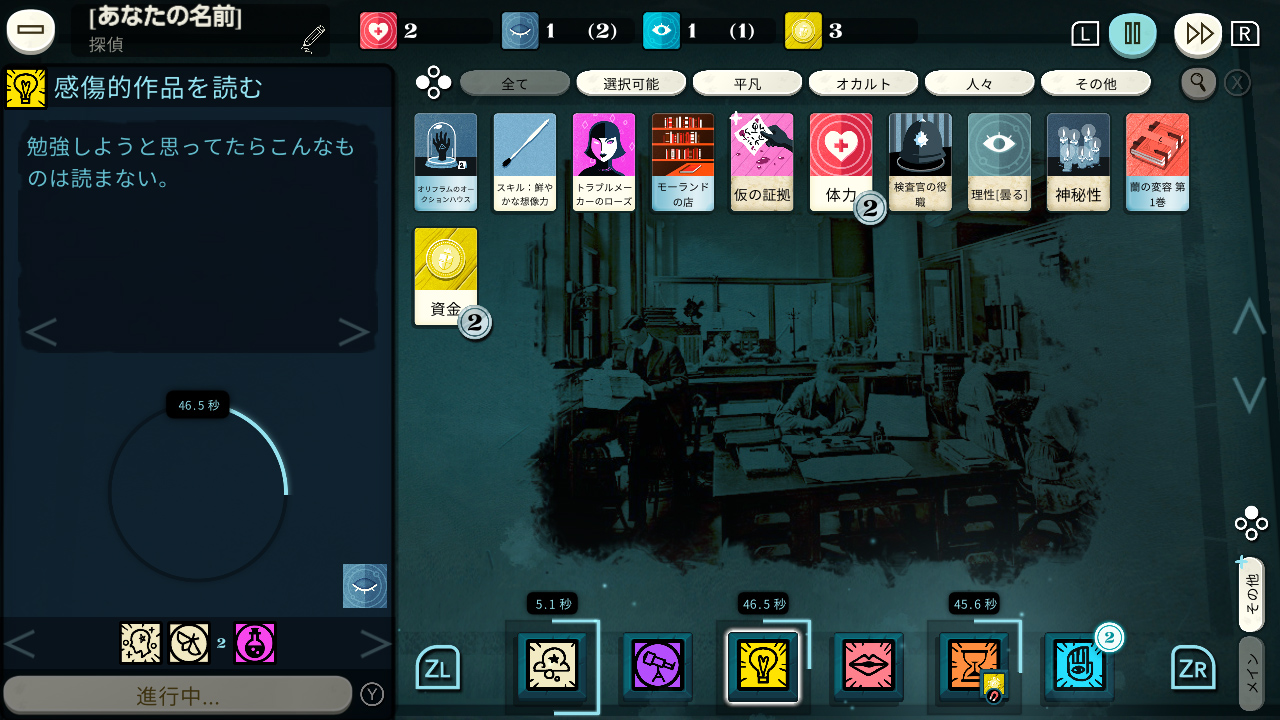 [あなたの名前]
探偵
2
1
(2)
1
(1)
3
L
R
感傷的作品を読む
全て
選択可能
平凡
オカルト
人々
その他
X
勉強しようと思ってたらこんなも
のは読まない。
オリフラムのオー
クションハウス
スキル：鮮や
かな想像力
トラブルメー
カーのローズ
モーランド
の店
仮の証拠
体力
2
検査官の役
職
理性[曇る]
神秘性
蘭の変容 第
1巻
資金
2
46.5 秒
2
進行中...
Y
ZL
5.1 秒
46.5 秒
45.6 秒
2
ZR
その他
メイン